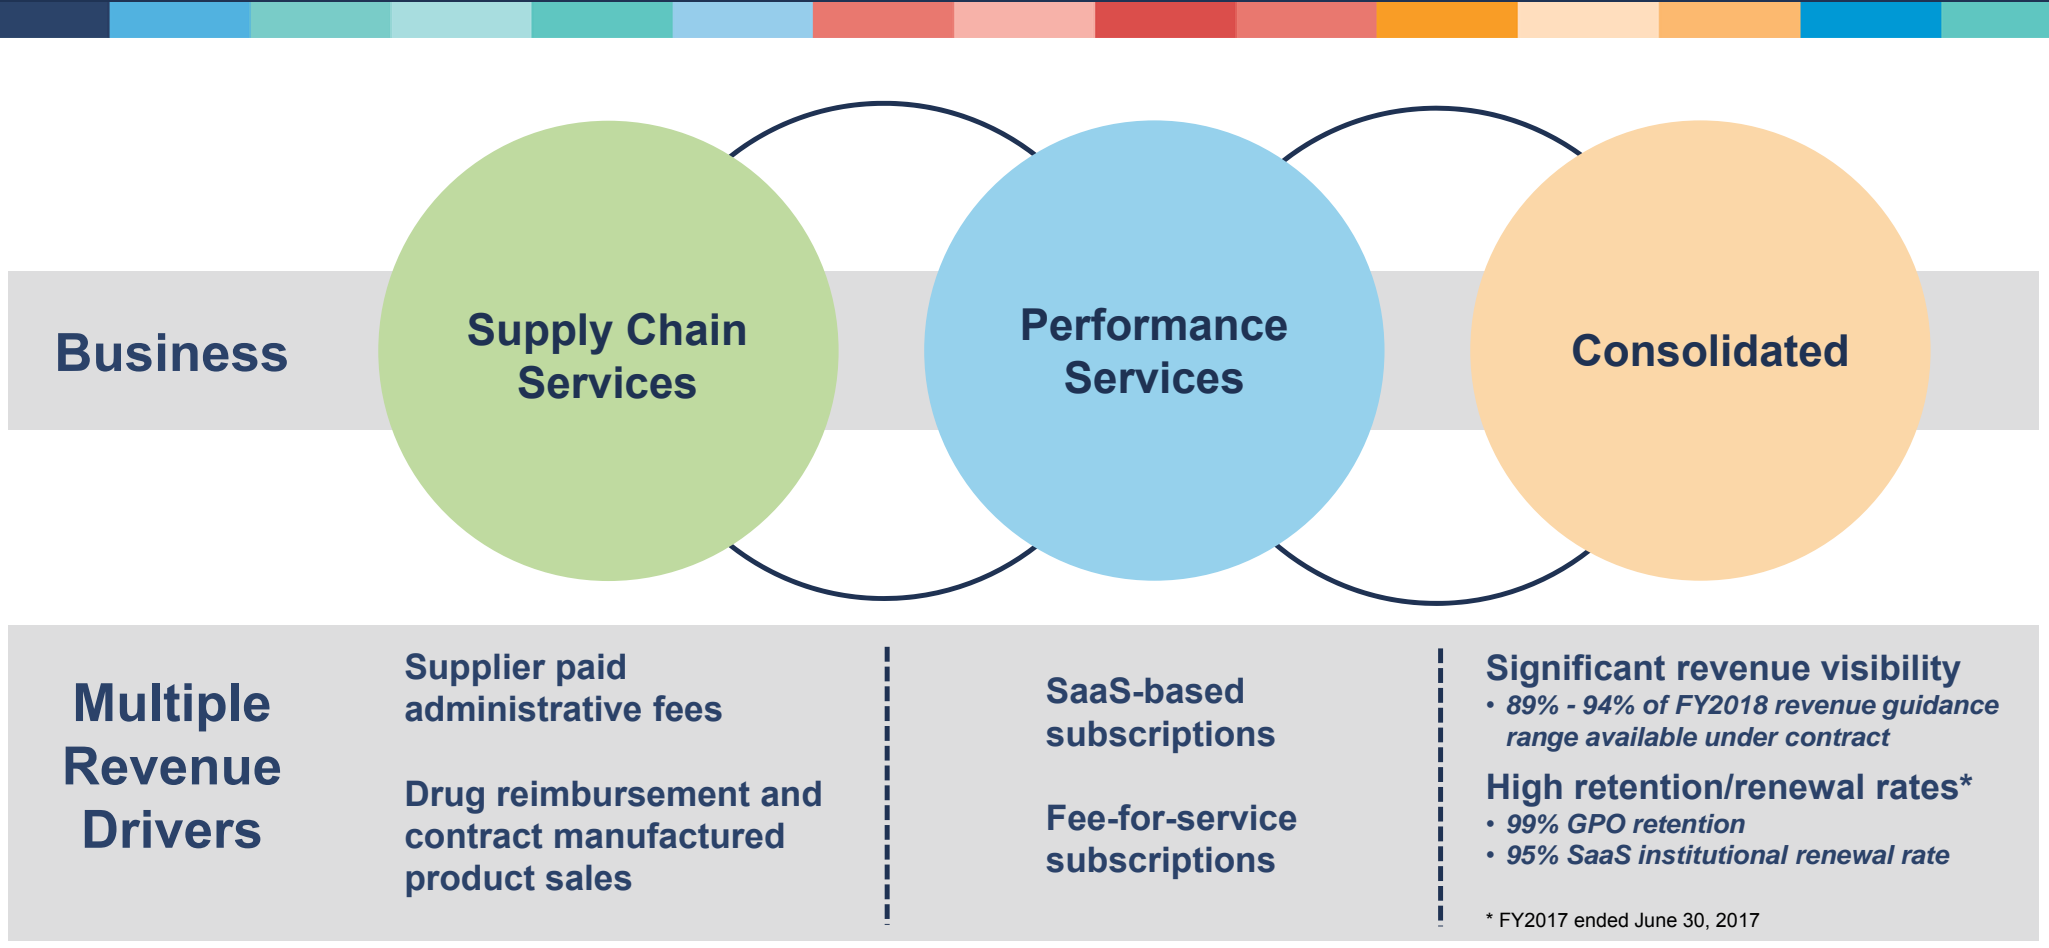 Business
Supply Chain
Services
Performance
Services
Consolidated
Multiple
Revenue
Drivers
Supplier paid
administrative fees
Drug reimbursement and
contract manufactured
product sales
SaaS-based
subscriptions
Fee-for-service
subscriptions
Significant revenue visibility
• 89% - 94% of FY2018 revenue guidance
range available under contract
High retention/renewal rates*
• 99% GPO retention
• 95% SaaS institutional renewal rate
* FY2017 ended June 30, 2017